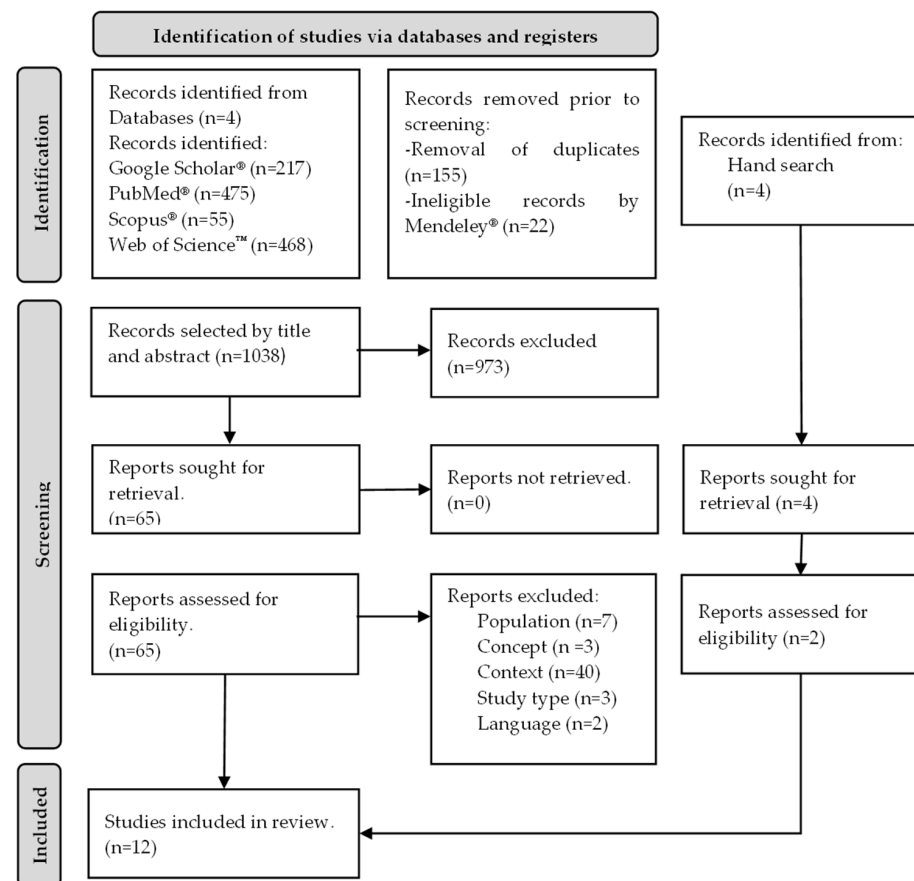 Identification of studies via databases and registers
Identification
Records identified from
Databases (n=4)
Records identified:
Google Scholar® (n=217)
PubMed® (n=475)
Scopus® (n=55)
Web of Science™ (n=468)
Records removed prior to
screening:
-Removal of duplicates
(n=155)
-Ineligible records by
Mendeley® (n=22)
Records identified from:
Hand search
(n=4)
Screening
Records selected by title
and abstract (n=1038)
Records excluded
(n=973)
Reports sought for
retrieval.
(n=65)
Reports not retrieved.
(n=0)
Reports sought for
retrieval (n=4)
Reports assessed for
eligibility.
(n=65)
Reports excluded:
Population (n=7)
Concept (n =3)
Context (n=40)
Study type (n=3)
Language (n=2)
Reports assessed for
eligibility (n=2)
Included
Studies included in review.
(n=12)